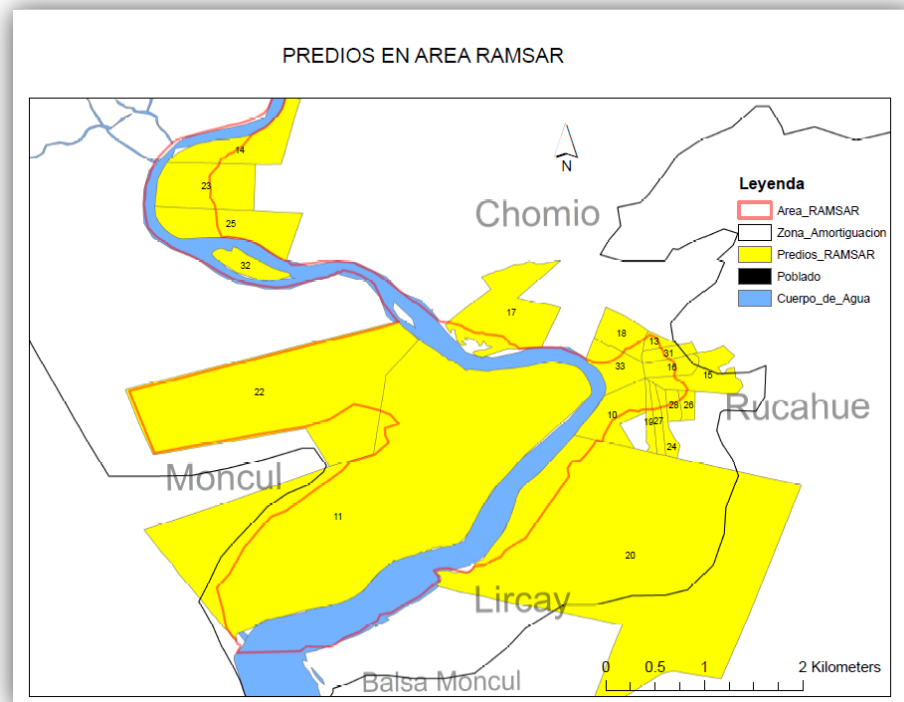 PREDIOS EN AREA RAMSAR
14
N
Leyenda
Area_RAMSAR
Zona_Amortiguacion
Predios_RAMSAR
Poblado
Cuerpo_de_Agua
23
Chomio
25
32
17
18
13
31
33
16
15
22
28
26
Rucahue
10
19
27
24
Moncul
11
20
Lircay
Balsa Moncul
0 0.5 1 2 Kilometers